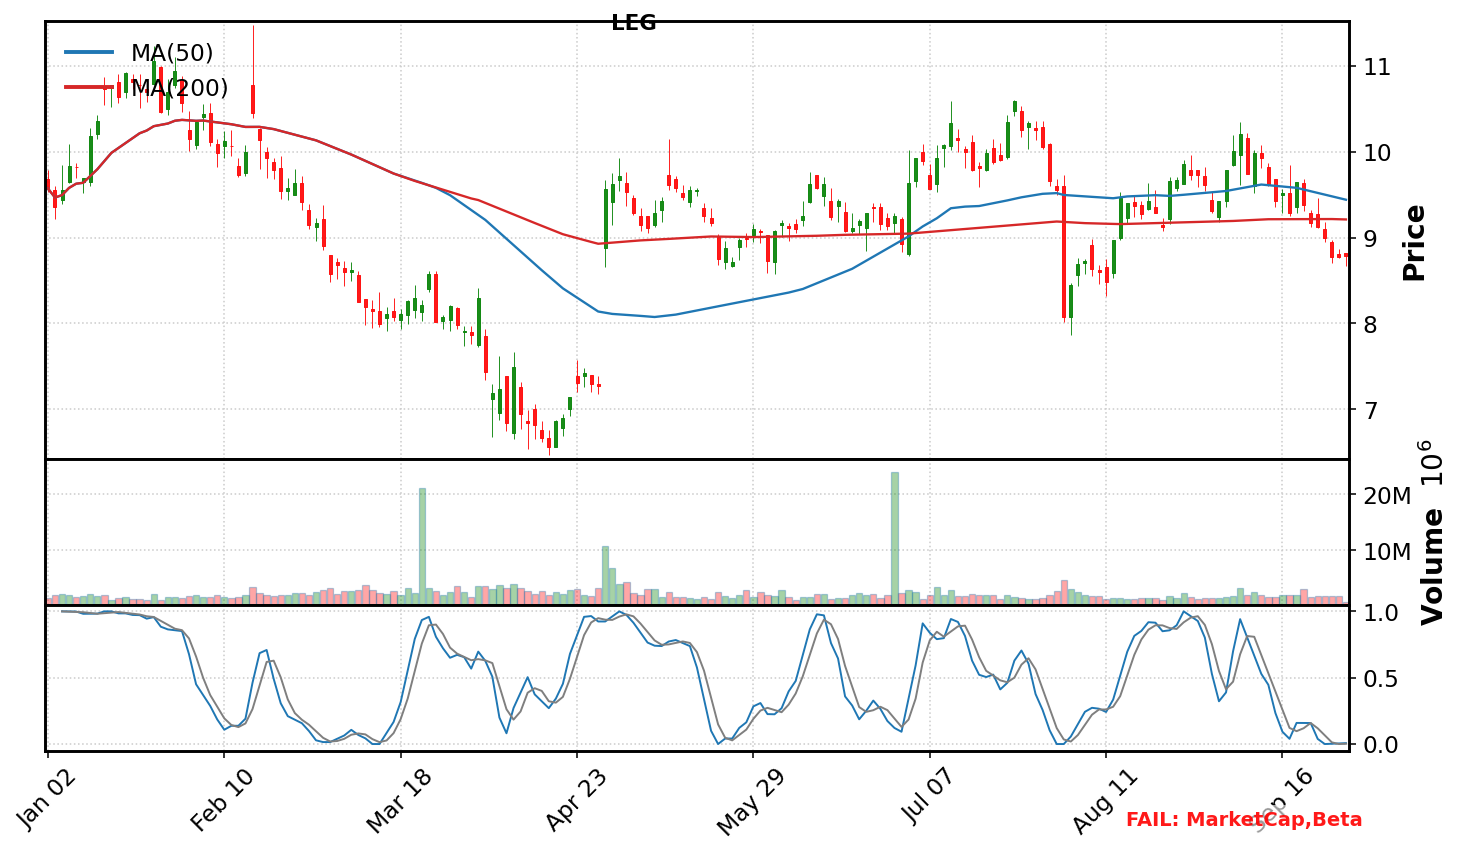 LEG
MA(50)
MA(200)
11
10
9
8
7
Price
10⁶
20M
10M
Volume
1.0
0.5
0.0
Jan 02
Feb 10
Mar 18
Apr 23
May 29
Jul 07
Aug 11
Sep 16
FAIL: MarketCap,Beta